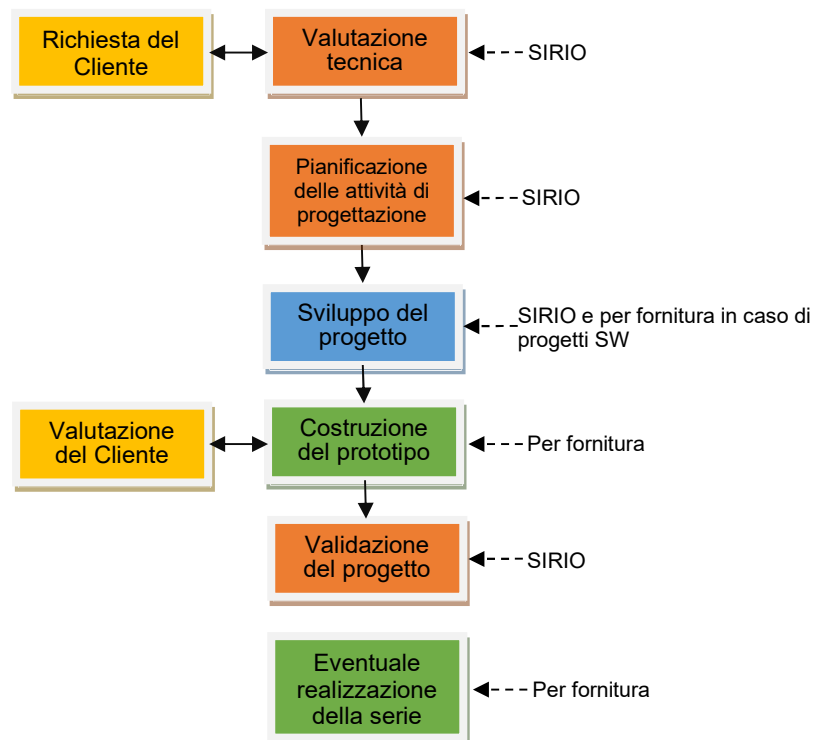 Richiesta del
Cliente
Valutazione
tecnica
SIRIO
Pianificazione
delle attività di
progettazione
SIRIO
Sviluppo del
progetto
SIRIO e per fornitura in caso di
progetti SW
Valutazione
del Cliente
Costruzione
del prototipo
Per fornitura
Validazione
del progetto
SIRIO
Eventuale
realizzazione
della serie
Per fornitura